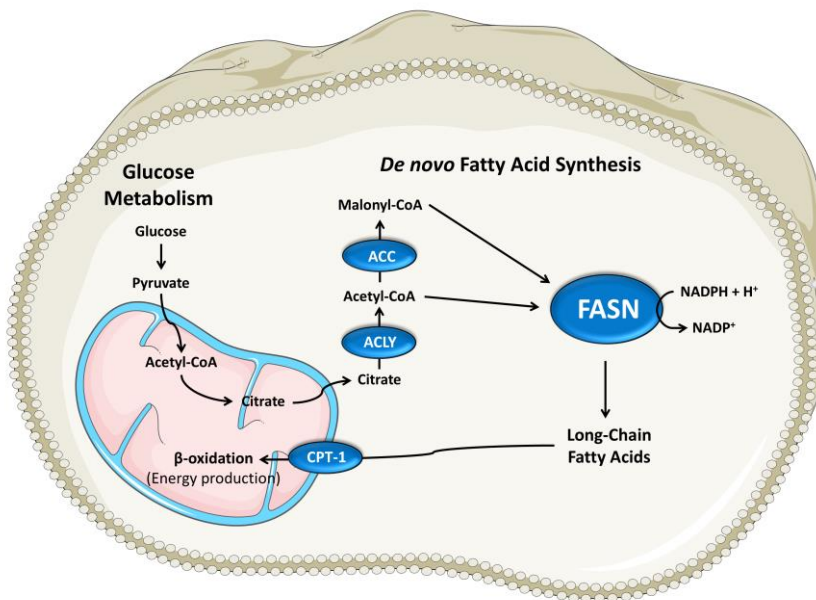 Glucose
Metabolism
Glucose
Pyruvate
Acetyl-CoA
Citrate
β-oxidation
(Energy production)
CPT-1
De novo Fatty Acid Synthesis
Malonyl-CoA
ACC
Acetyl-CoA
ACLY
Citrate
FASN
NADPH + H⁺
NADP⁺
Long-Chain
Fatty Acids